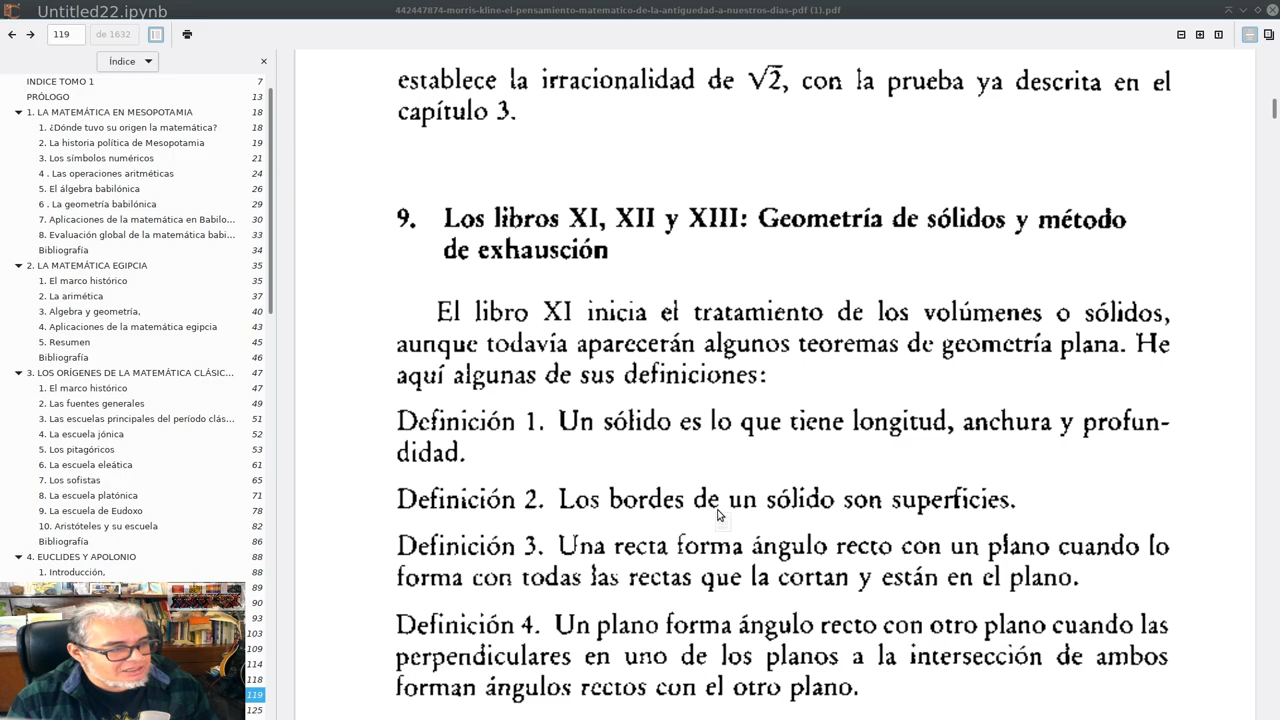 Untitled22.ipynb
442447874-morris-kline-el-pensamiento-matematico-de-la-antiguedad-a-nuestros-dias-pdf (1).pdf
119
de 1632
Índice
INDICE TOMO 1 7
PRÓLOGO 13
1. LA MATEMÁTICA EN MESOPOTAMIA 18
1. ¿Dónde tuvo su origen la matemática? 18
2. La historia política de Mesopotamia 19
3. Los símbolos numéricos 21
4 . Las operaciones aritméticas 24
5. El álgebra babilónica 26
6 . La geometría babilónica 29
7. Aplicaciones de la matemática en Babilo... 30
8. Evaluación global de la matemática babi... 33
Bibliografía 34
2. LA MATEMÁTICA EGIPCIA 35
1. El marco histórico 35
2. La arimética 37
3. Algebra y geometría, 40
4. Aplicaciones de la matemática egipcia 43
5. Resumen 45
Bibliografía 46
3. LOS ORÍGENES DE LA MATEMÁTICA CLÁSIC... 47
1. El marco histórico 47
2. Las fuentes generales 49
3. Las escuelas principales del período clás... 51
4. La escuela jónica 52
5. Los pitagóricos 53
6. La escuela eleática 61
7. Los sofistas 65
8. La escuela platónica 71
9. La escuela de Eudoxo 78
10. Aristóteles y su escuela 82
Bibliografía 86
4. EUCLIDES Y APOLONIO 88
1. Introducción, 88
89
90
93
103
109
114
118
119
125
establece la irracionalidad de √2, con la prueba ya descrita en el
capítulo 3.
9. Los libros XI, XII y XIII: Geometría de sólidos y método
de exhausción
El libro XI inicia el tratamiento de los volúmenes o sólidos,
aunque todavía aparecerán algunos teoremas de geometría plana. He
aquí algunas de sus definiciones:
Definición 1. Un sólido es lo que tiene longitud, anchura y profun-
didad.
Definición 2. Los bordes de un sólido son superficies.
Definición 3. Una recta forma ángulo recto con un plano cuando lo
forma con todas las rectas que la cortan y están en el plano.
Definición 4. Un plano forma ángulo recto con otro plano cuando las
perpendiculares en uno de los planos a la intersección de ambos
forman ángulos rectos con el otro plano.